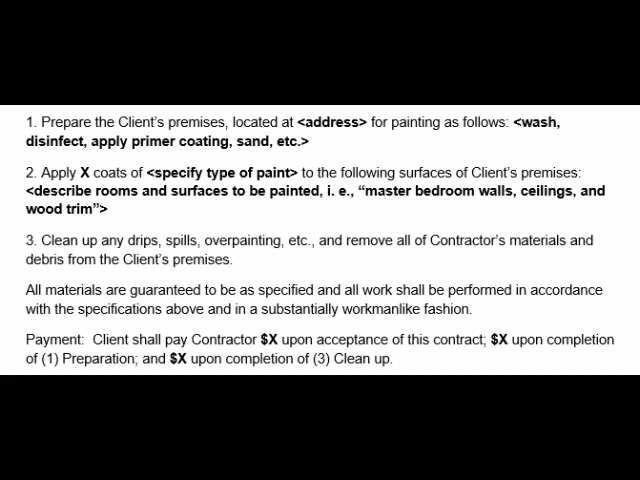 1. Prepare the Client's premises, located at <address> for painting as follows: <wash,
disinfect, apply primer coating, sand, etc.>
2. Apply X coats of <specify type of paint> to the following surfaces of Client's premises:
<describe rooms and surfaces to be painted, i. e., “master bedroom walls, ceilings, and
wood trim”>
3. Clean up any drips, spills, overpainting, etc., and remove all of Contractor's materials and
debris from the Client's premises.
All materials are guaranteed to be as specified and all work shall be performed in accordance
with the specifications above and in a substantially workmanlike fashion.
Payment:  Client shall pay Contractor $X upon acceptance of this contract; $X upon completion
of (1) Preparation; and $X upon completion of (3) Clean up.